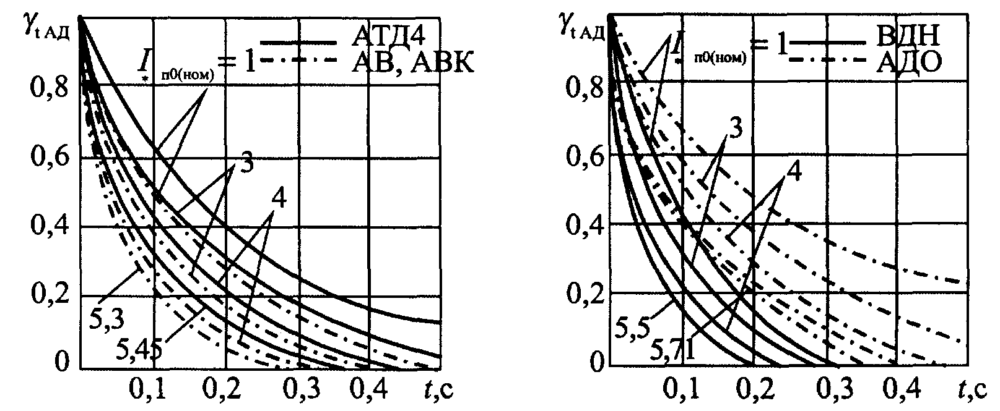 γt АД
I* п0(ном) = 1
АТД4
АВ, АВК
0,8
0,6
0,4
0,2
0
3
4
5,3
5,45
0,1 0,2 0,3 0,4 t,с
γt АД
I* п0(ном) = 1
ВДН
АДО
0,8
0,6
0,4
0,2
0
3
4
5,5
5,71
0,1 0,2 0,3 0,4 t,с